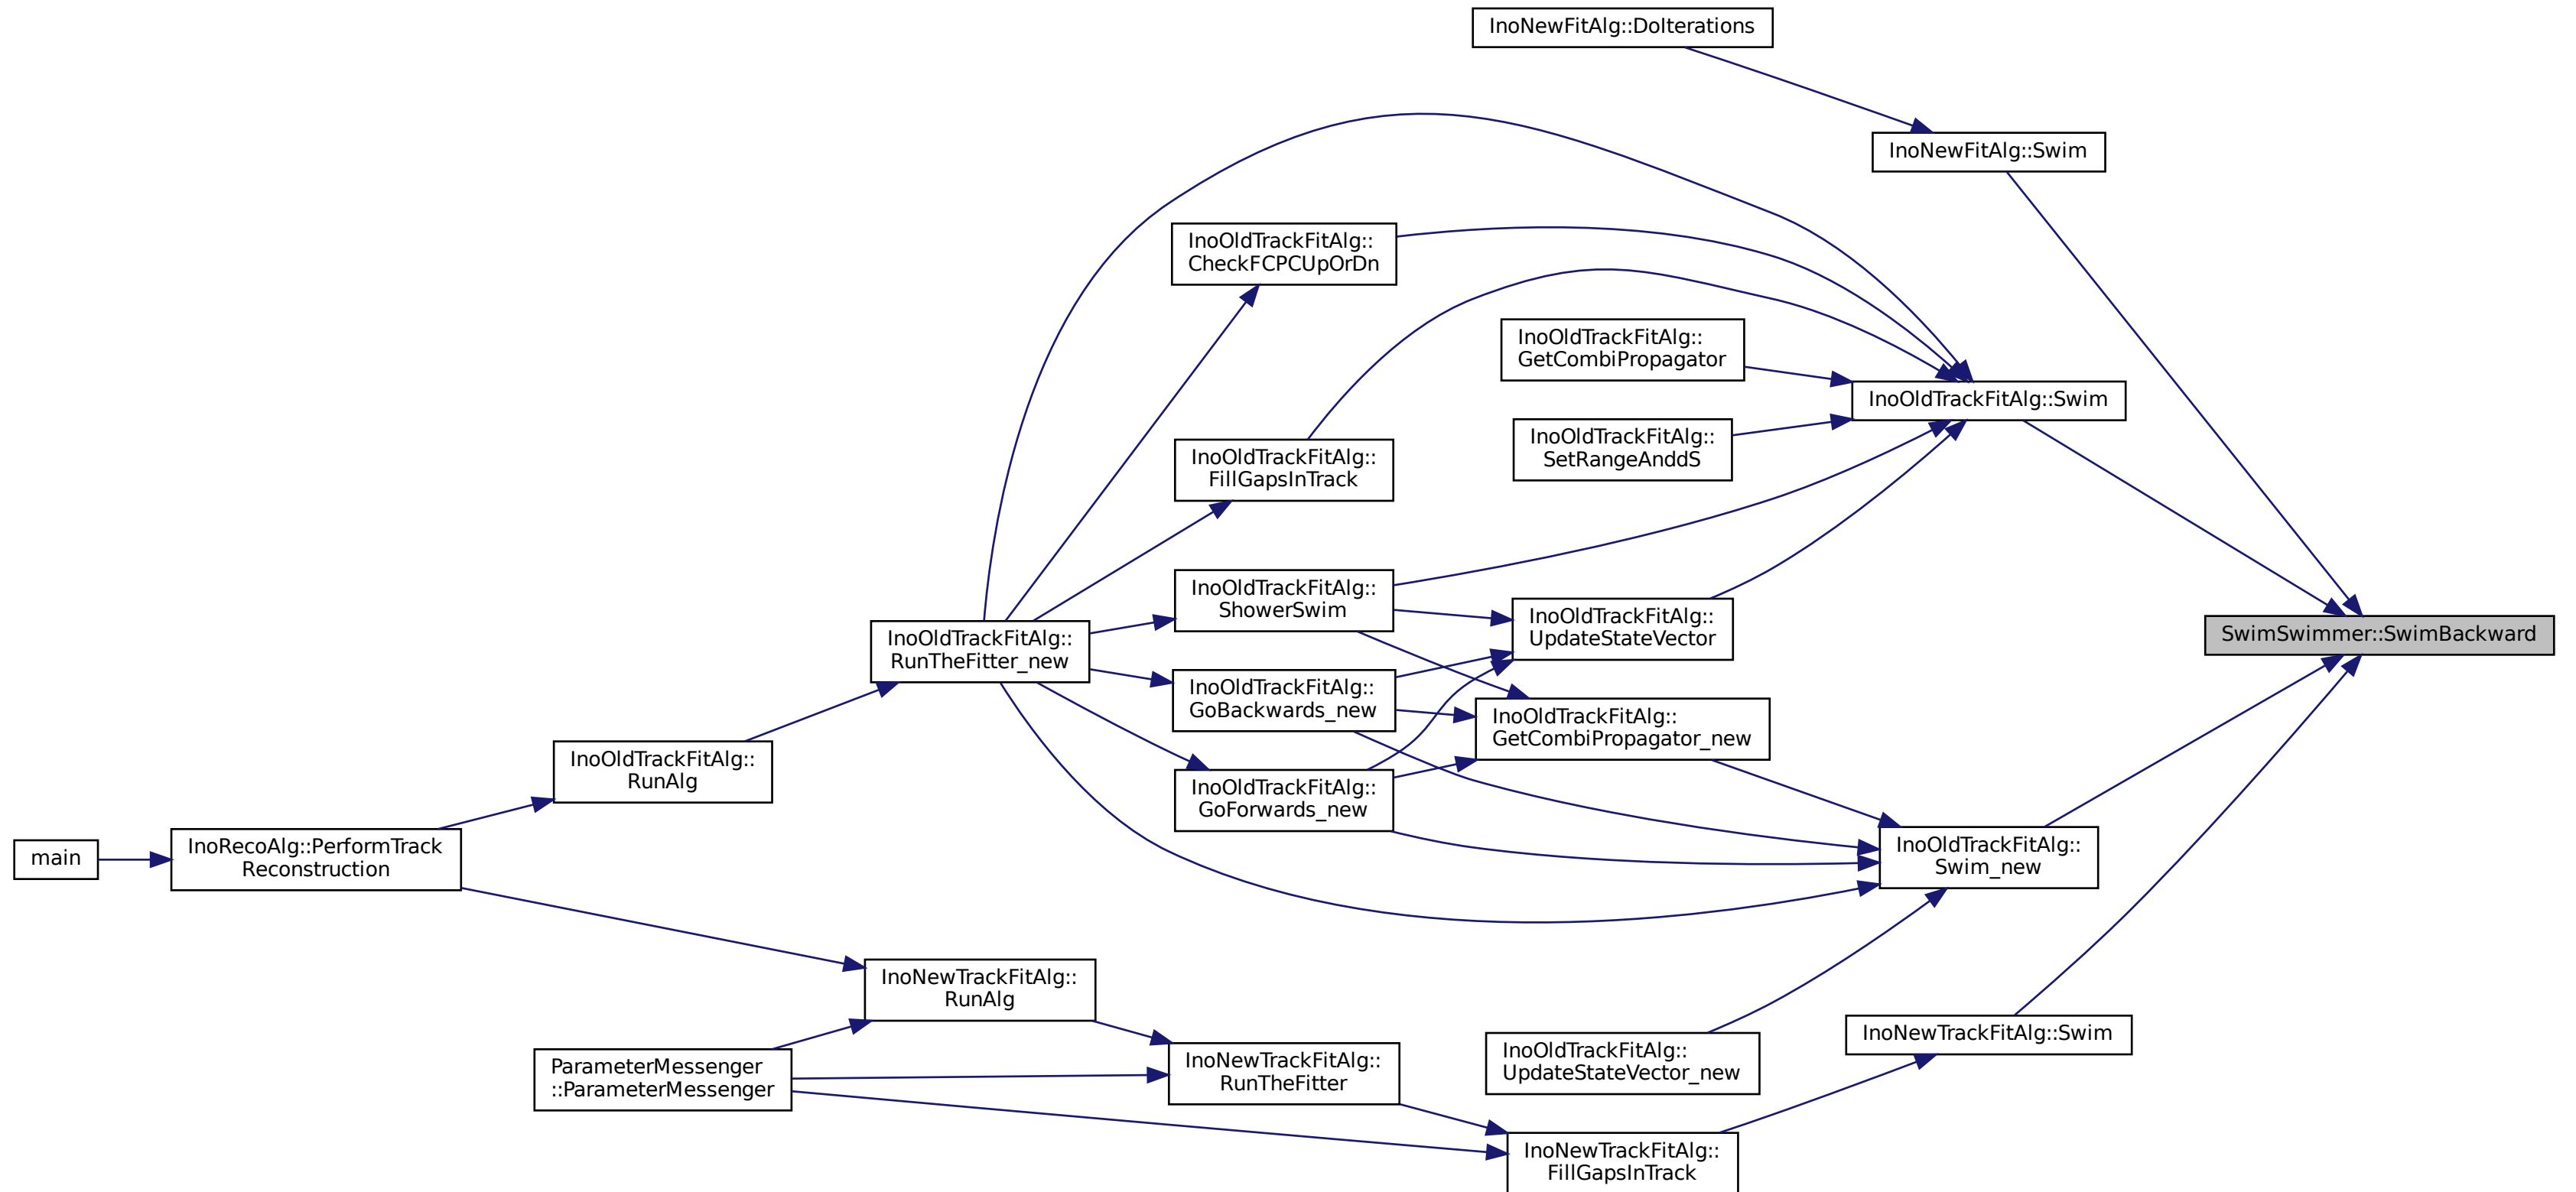 InoNewFitAlg::DoIterations
InoNewFitAlg::Swim
InoOldTrackFitAlg::
CheckFCPCUpOrDn
InoOldTrackFitAlg::
GetCombiPropagator
InoOldTrackFitAlg::Swim
InoOldTrackFitAlg::
SetRangeAnddS
InoOldTrackFitAlg::
FillGapsInTrack
InoOldTrackFitAlg::
ShowerSwim
InoOldTrackFitAlg::
UpdateStateVector
SwimSwimmer::SwimBackward
InoOldTrackFitAlg::
RunTheFitter_new
InoOldTrackFitAlg::
GoBackwards_new
InoOldTrackFitAlg::
GetCombiPropagator_new
InoOldTrackFitAlg::
RunAlg
InoOldTrackFitAlg::
GoForwards_new
main
InoRecoAlg::PerformTrack
Reconstruction
InoOldTrackFitAlg::
Swim_new
InoNewTrackFitAlg::
RunAlg
InoNewTrackFitAlg::Swim
ParameterMessenger
::ParameterMessenger
InoNewTrackFitAlg::
RunTheFitter
InoOldTrackFitAlg::
UpdateStateVector_new
InoNewTrackFitAlg::
FillGapsInTrack